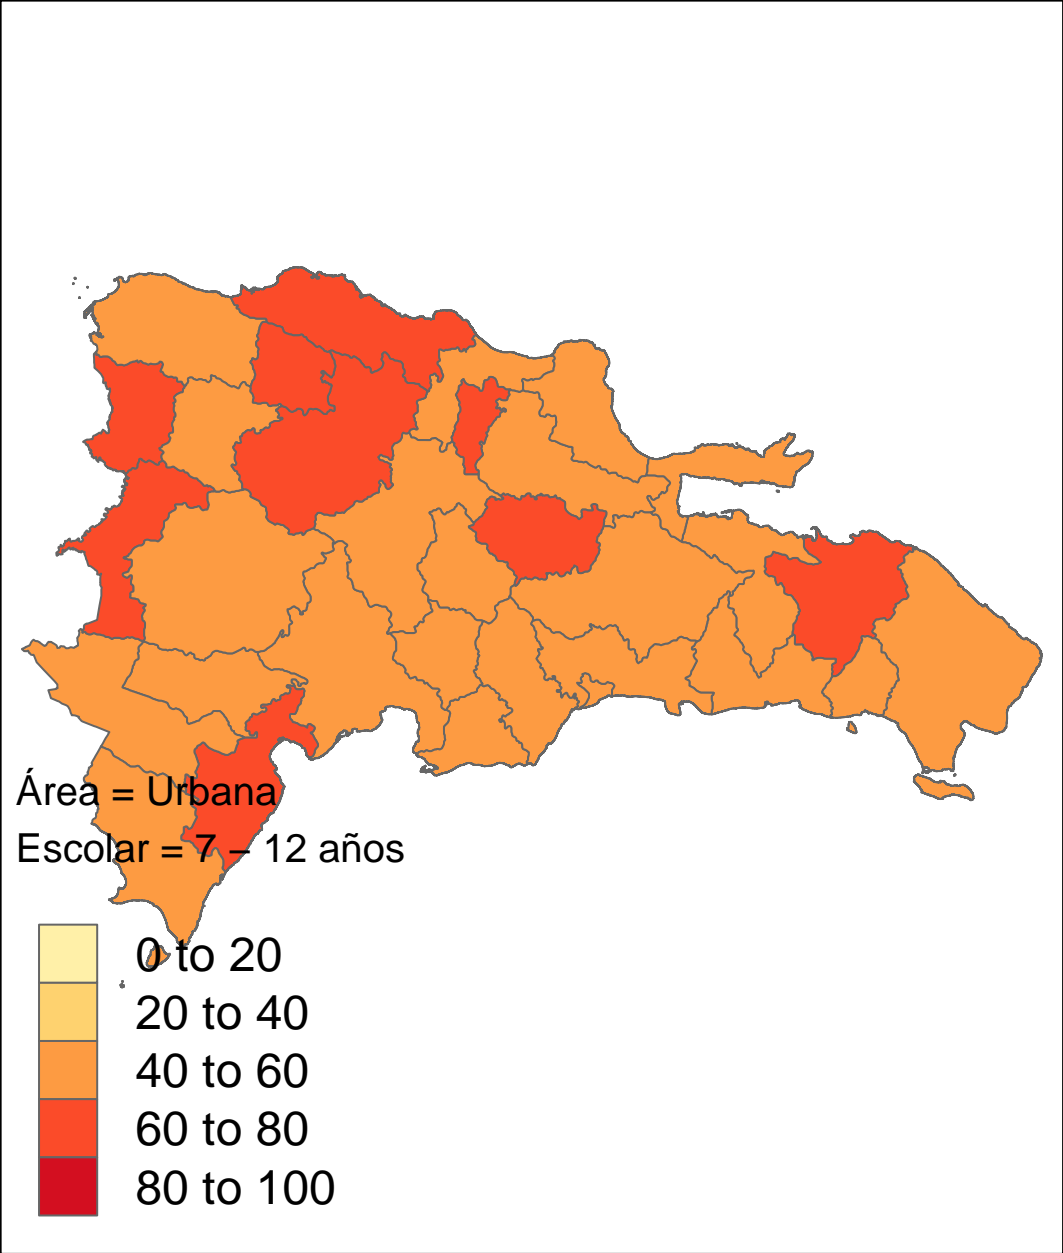 Área = Urbana
Escolar = 7 – 12 años
0 to 20
20 to 40
40 to 60
60 to 80
80 to 100